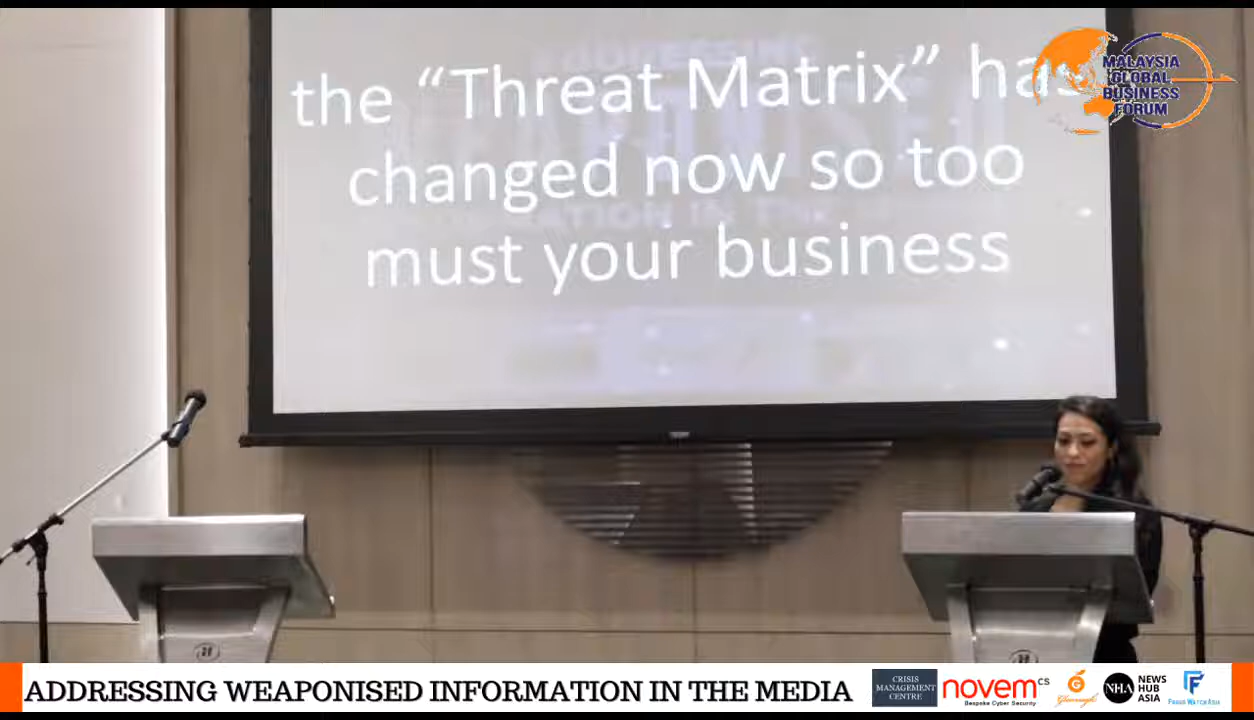 the “Threat Matrix” has
changed now so too
must your business
MALAYSIA
GLOBAL
BUSINESS
FORUM
ADDRESSING WEAPONISED INFORMATION IN THE MEDIA
CRISIS
MANAGEMENT
CENTRE
novem CS
Bespoke Cyber Security
NHA
NEWS
HUB
ASIA